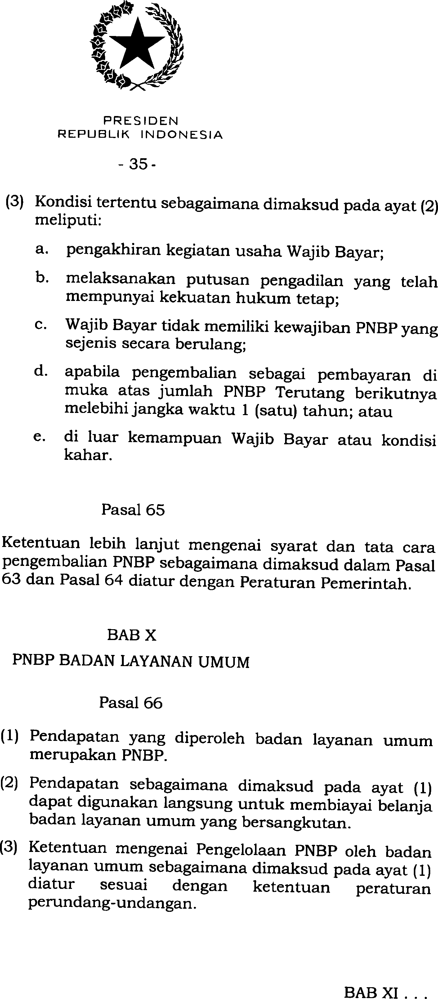 PRESIDEN
REPUBLIK INDONESIA
- 35 -
(3) Kondisi tertentu sebagaimana dimaksud pada ayat (2)
meliputi:
a. pengakhiran kegiatan usaha Wajib Bayar;
b. melaksanakan putusan pengadilan yang telah
mempunyai kekuatan hukum tetap;
c. Wajib Bayar tidak memiliki kewajiban PNBP yang
sejenis secara berulang;
d. apabila pengembalian sebagai pembayaran di
muka atas jumlah PNBP Terutang berikutnya
melebihi jangka waktu 1 (satu) tahun; atau
e. di luar kemampuan Wajib Bayar atau kondisi
kahar.
Pasal 65
Ketentuan lebih lanjut mengenai syarat dan tata cara
pengembalian PNBP sebagaimana dimaksud dalam Pasal
63 dan Pasal 64 diatur dengan Peraturan Pemerintah.
BAB X
PNBP BADAN LAYANAN UMUM
Pasal 66
(1) Pendapatan yang diperoleh badan layanan umum
merupakan PNBP.
(2) Pendapatan sebagaimana dimaksud pada ayat (1)
dapat digunakan langsung untuk membiayai belanja
badan layanan umum yang bersangkutan.
(3) Ketentuan mengenai Pengelolaan PNBP oleh badan
layanan umum sebagaimana dimaksud pada ayat (1)
diatur sesuai dengan ketentuan peraturan
perundang-undangan.
BAB XI . . .